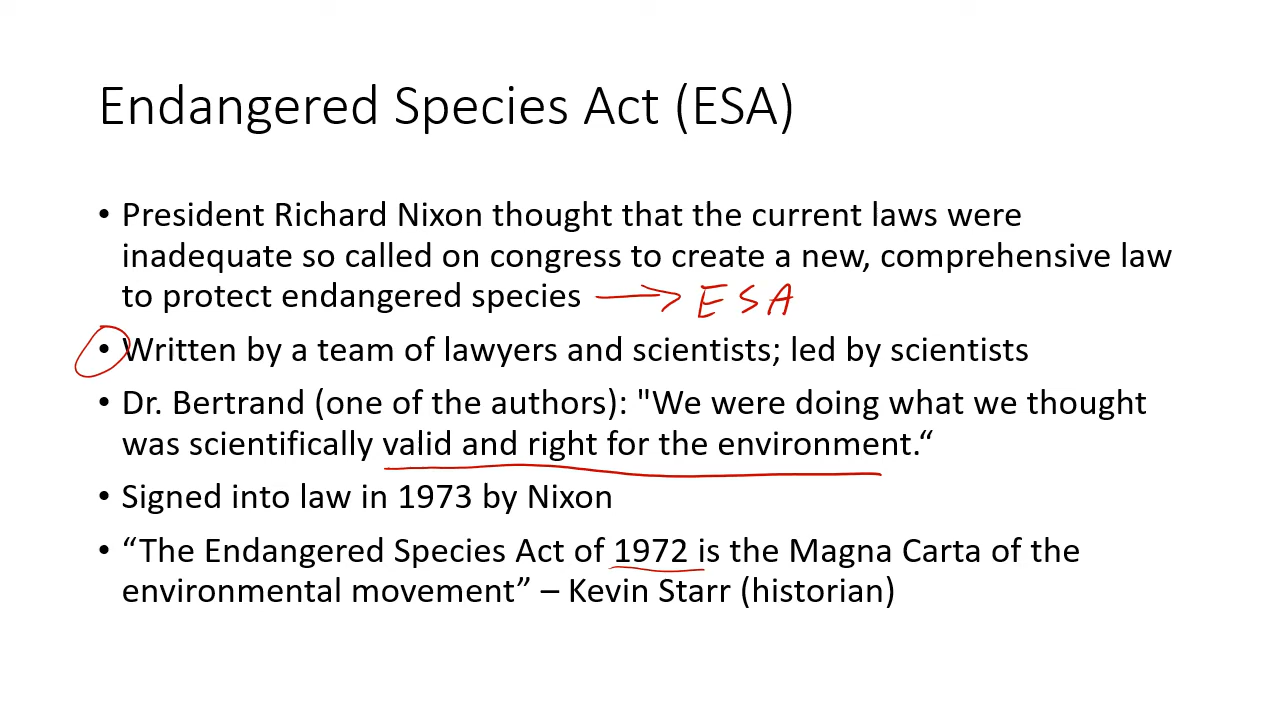 Endangered Species Act (ESA)
• President Richard Nixon thought that the current laws were
inadequate so called on congress to create a new, comprehensive law
to protect endangered species → ESA
• Written by a team of lawyers and scientists; led by scientists
• Dr. Bertrand (one of the authors): "We were doing what we thought
was scientifically valid and right for the environment.“
• Signed into law in 1973 by Nixon
• “The Endangered Species Act of 1972 is the Magna Carta of the
environmental movement” – Kevin Starr (historian)